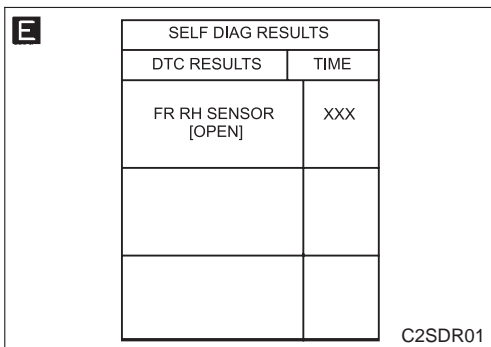 E
SELF DIAG RESULTS
DTC RESULTS TIME
FR RH SENSOR XXX
[OPEN]
C2SDR01